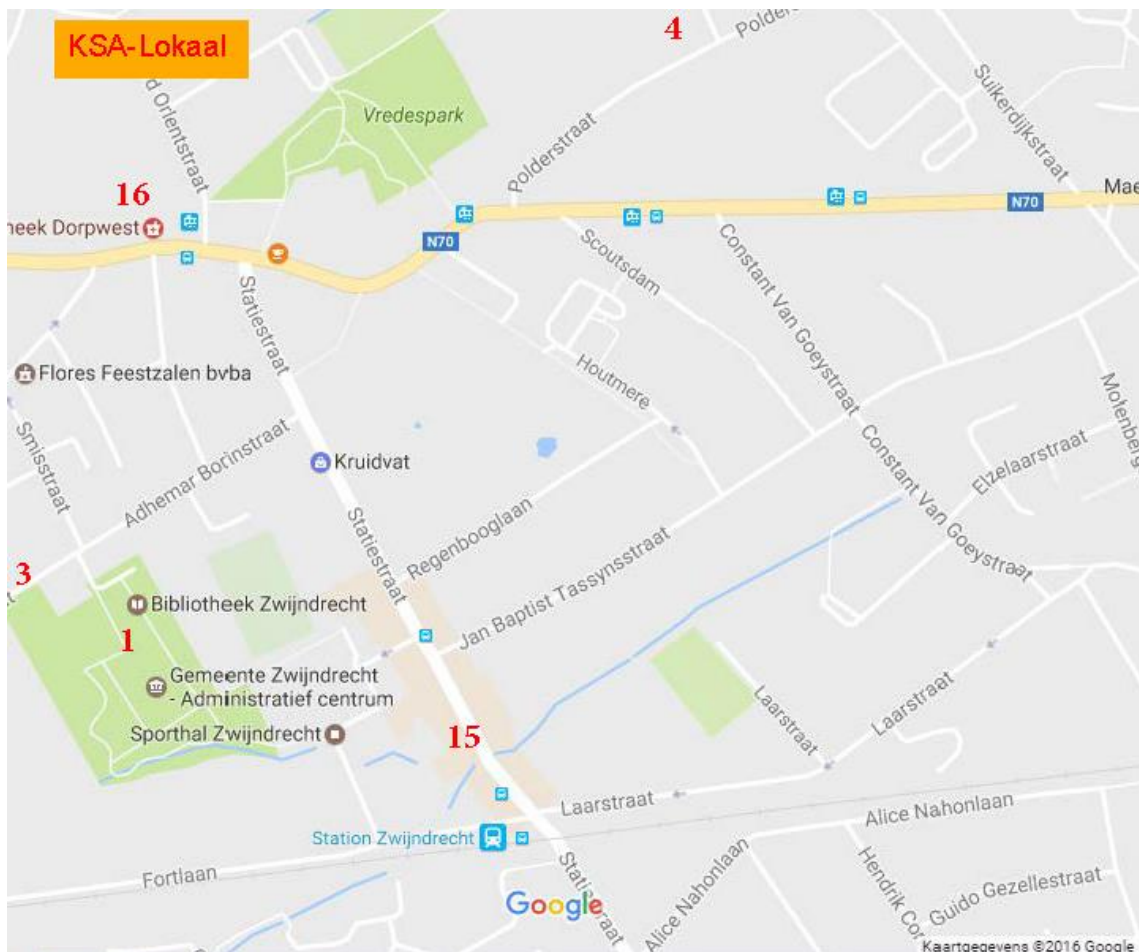 KSA-Lokaal
4
Polders
d Orlentstraat
Vredespark
Suikerdijkstraat
Polderstraat
16
heek Dorpwest
N70
Mae
N70
Scoutsdam
Constant Van Goeystraat
Statiestraat
Flores Feestzalen bvba
Houtmere
Molenberg
Smisstraat
Adhemar Borinstraat
Kruidvat
Constant Van Goeystraat
Elzelaarstraat
Statiestraat
Regenbooglaan
3
Bibliotheek Zwijndrecht
Jan Baptist Tassynsstraat
1
Gemeente Zwijndrecht
- Administratief centrum
Laarstraat
Laarstraat
Sporthal Zwijndrecht
15
Laarstraat
Station Zwijndrecht
Alice Nahonlaan
Fortlaan
Statiestraat
Alice Nahonlaan
Hendrik Con
Guido Gezellestraat
Google
Kaartgegevens ©2016 Google